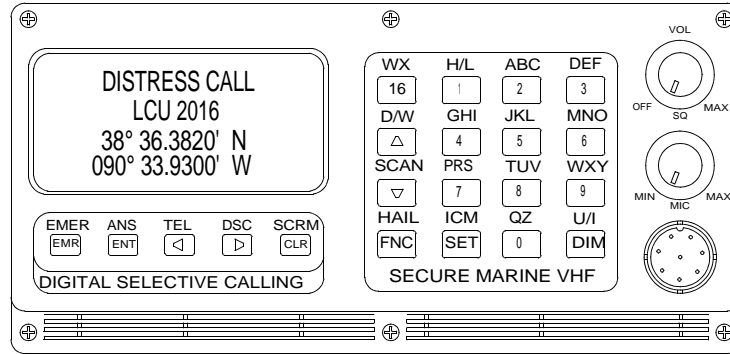 DISTRESS CALL
LCU 2016
38° 36.3820' N
090° 33.9300' W
EMER ANS TEL DSC SCRM
EMR ENT CLR
DIGITAL SELECTIVE CALLING
WX H/L ABC DEF
16 1 2 3
D/W GHI JKL MNO
4 5 6
SCAN PRS TUV WXY
7 8 9
HAIL ICM QZ U/I
FNC SET 0 DIM
SECURE MARINE VHF
VOL
OFF SQ MAX
MIN MIC MAX